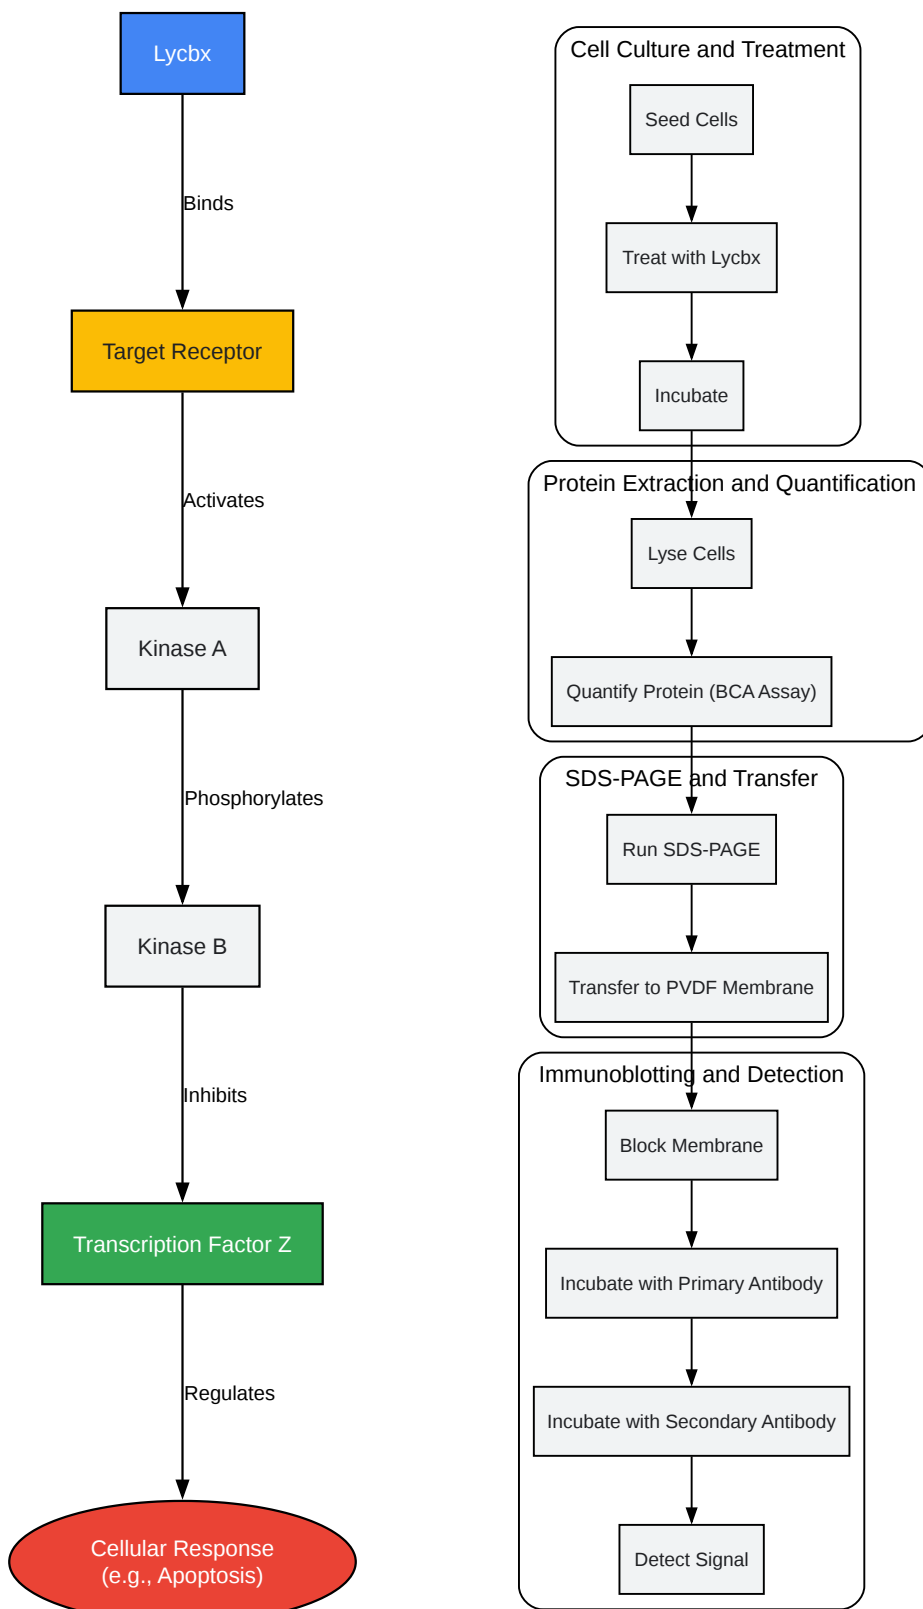 Lycbx
Binds
Target Receptor
Activates
Kinase A
Phosphorylates
Kinase B
Inhibits
Transcription Factor Z
Regulates
Cellular Response
(e.g., Apoptosis)
Cell Culture and Treatment
Seed Cells
Treat with Lycbx
Incubate
Protein Extraction and Quantification
Lyse Cells
Quantify Protein (BCA Assay)
SDS-PAGE and Transfer
Run SDS-PAGE
Transfer to PVDF Membrane
Immunoblotting and Detection
Block Membrane
Incubate with Primary Antibody
Incubate with Secondary Antibody
Detect Signal